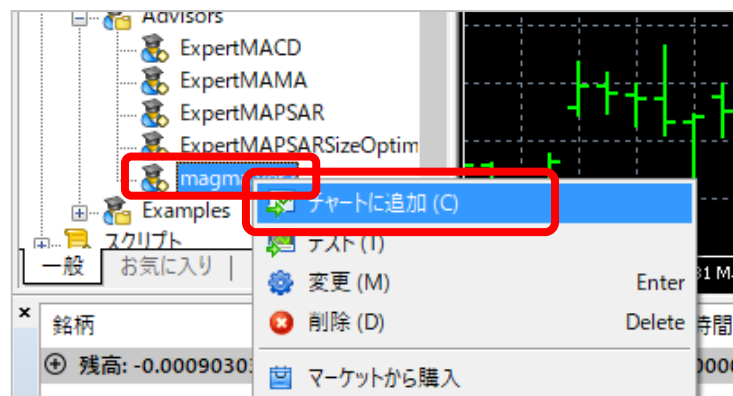 Advisors
ExpertMACD
ExpertMAMA
ExpertMAPSAR
ExpertMAPSARSizeOptim
チャートに追加 (C)
Examples
スクリプト
テスト (T)
一般 お気に入り
変更 (M) Enter
銘柄
削除 (D) Delete
時間
残高: -0.0009030
マーケットから購入